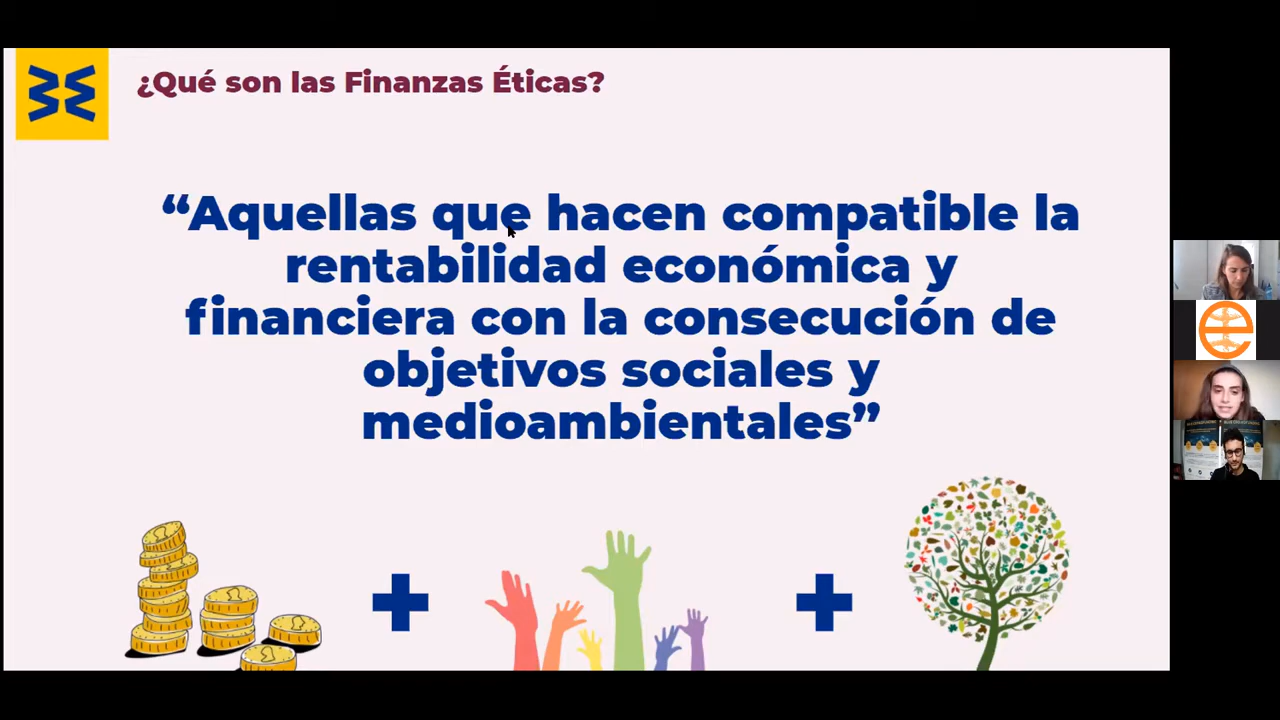 ¿Qué son las Finanzas Éticas?
“Aquellas que hacen compatible la
rentabilidad económica y
financiera con la consecución de
objetivos sociales y
medioambientales”